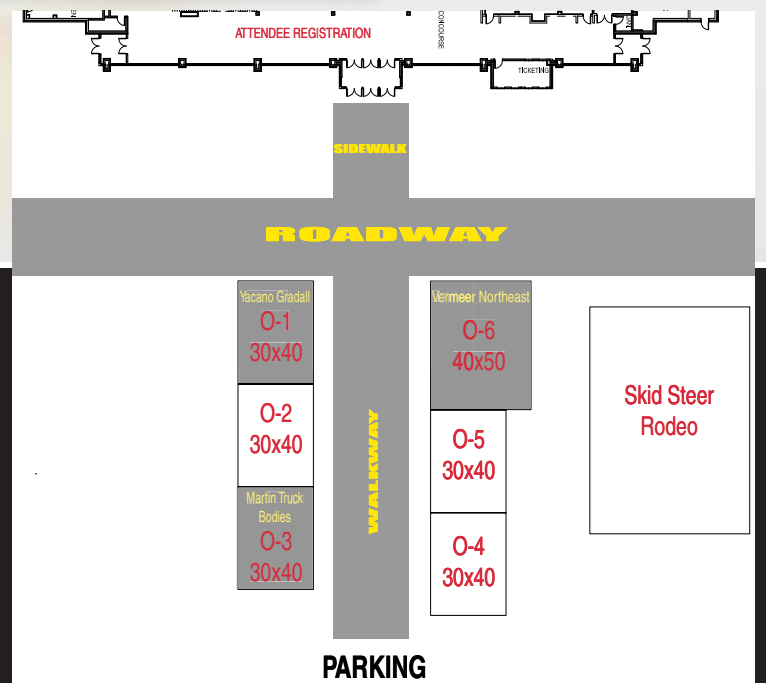 ATTENDEE REGISTRATION
CONCOURSE
TICKETING
SIDEWALK
ROADWAY
Yacano Gradall
O-1
30x40
O-2
30x40
Martin Truck
Bodies
O-3
30x40
WALKWAY
Vermeer Northeast
O-6
40x50
O-5
30x40
O-4
30x40
Skid Steer
Rodeo
PARKING